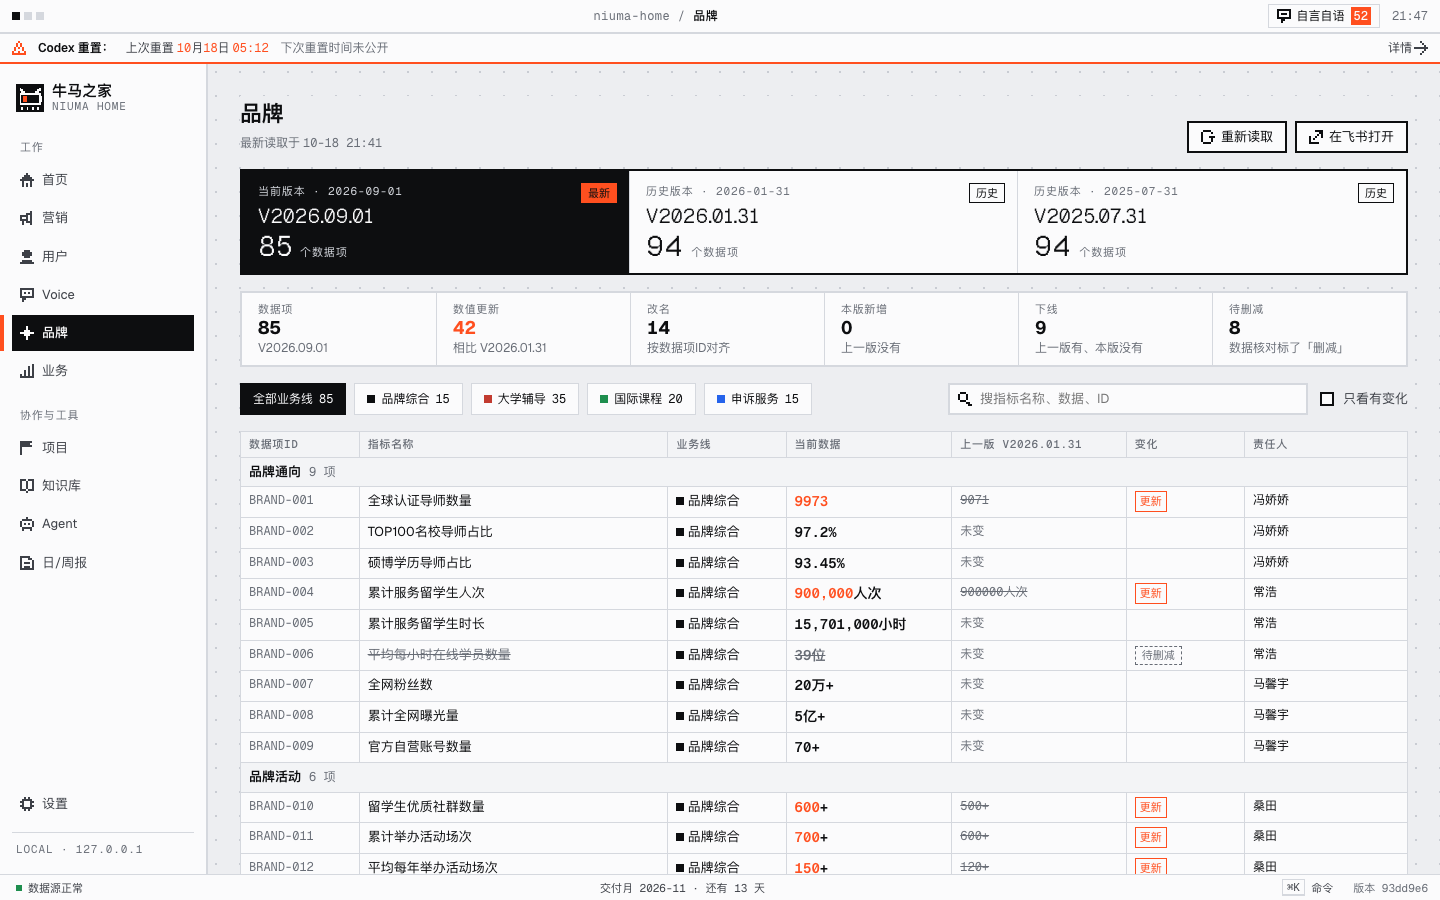 niuma-home / 品牌
自言自语 52
21:47
Codex 重置： 上次重置 10月18日 05:12 下次重置时间未公开
详情
牛马之家
NIUMA HOME
工作
首页
营销
用户
Voice
品牌
业务
协作与工具
项目
知识库
Agent
日/周报
设置
LOCAL · 127.0.0.1
品牌
最新读取于 10-18 21:41
重新读取
在飞书打开
当前版本 · 2026-09-01 最新
V2026.09.01
85 个数据项
历史版本 · 2026-01-31 历史
V2026.01.31
94 个数据项
历史版本 · 2025-07-31 历史
V2025.07.31
94 个数据项
数据项
85
V2026.09.01
数值更新
42
相比 V2026.01.31
改名
14
按数据项ID对齐
本版新增
0
上一版没有
下线
9
上一版有、本版没有
待删减
8
数据核对标了「删减」
全部业务线 85
品牌综合 15
大学辅导 35
国际课程 20
申诉服务 15
搜指标名称、数据、ID
只看有变化
数据项ID 指标名称 业务线 当前数据 上一版 V2026.01.31 变化 责任人
品牌通向 9 项
BRAND-001 全球认证导师数量 品牌综合 9973 9071 更新 冯娇娇
BRAND-002 TOP100名校导师占比 品牌综合 97.2% 未变 冯娇娇
BRAND-003 硕博学历导师占比 品牌综合 93.45% 未变 冯娇娇
BRAND-004 累计服务留学生人次 品牌综合 900,000人次 900000人次 更新 常浩
BRAND-005 累计服务留学生时长 品牌综合 15,701,000小时 未变 常浩
BRAND-006 平均每小时在线学员数量 品牌综合 39位 未变 待删减 常浩
BRAND-007 全网粉丝数 品牌综合 20万+ 未变 马馨宇
BRAND-008 累计全网曝光量 品牌综合 5亿+ 未变 马馨宇
BRAND-009 官方自营账号数量 品牌综合 70+ 未变 马馨宇
品牌活动 6 项
BRAND-010 留学生优质社群数量 品牌综合 600+ 500+ 更新 桑田
BRAND-011 累计举办活动场次 品牌综合 700+ 600+ 更新 桑田
BRAND-012 平均每年举办活动场次 品牌综合 150+ 120+ 更新 桑田
数据源正常
交付月 2026-11 · 还有 13 天
⌘K 命令
版本 93dd9e6